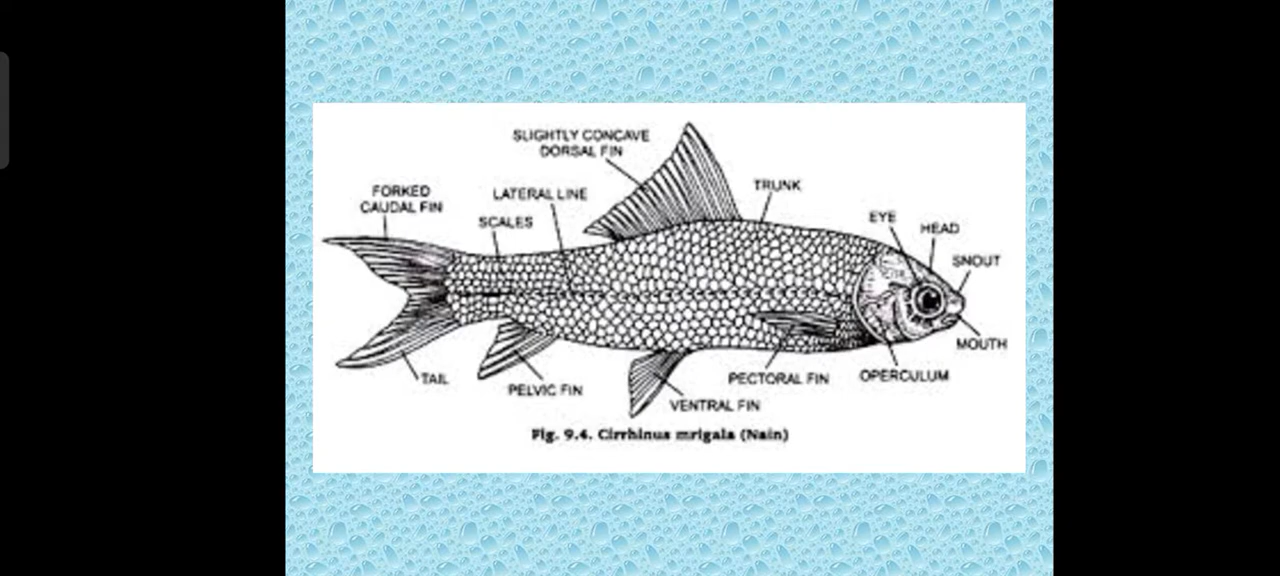 SLIGHTLY CONCAVE
DORSAL FIN
TRUNK
FORKED
CAUDAL FIN
LATERAL LINE
SCALES
EYE
HEAD
SNOUT
MOUTH
TAIL
PELVIC FIN
PECTORAL FIN
OPERCULUM
VENTRAL FIN
Fig. 9.4. Cirrhinus mrigala (Nain)